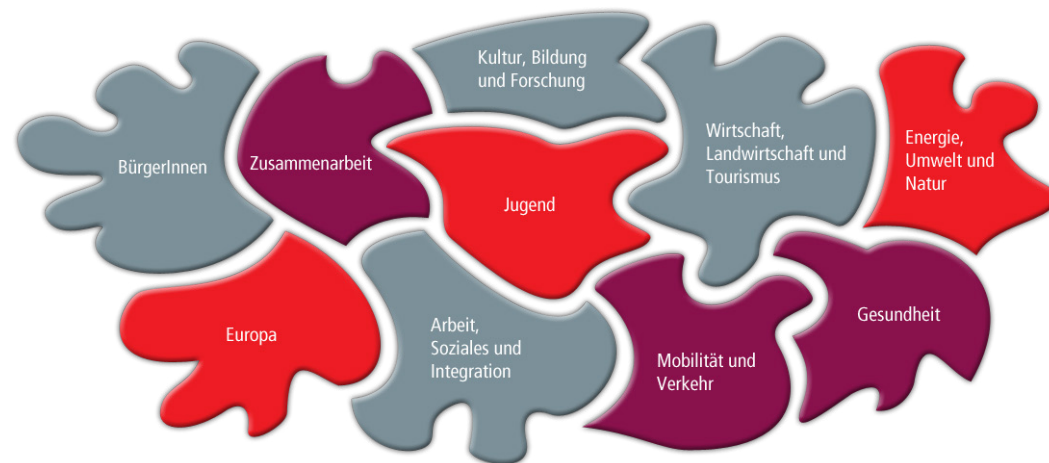 BürgerInnen
Zusammenarbeit
Kultur, Bildung
und Forschung
Jugend
Wirtschaft,
Landwirtschaft und
Tourismus
Energie,
Umwelt und
Natur
Europa
Arbeit,
Soziales und
Integration
Mobilität und
Verkehr
Gesundheit